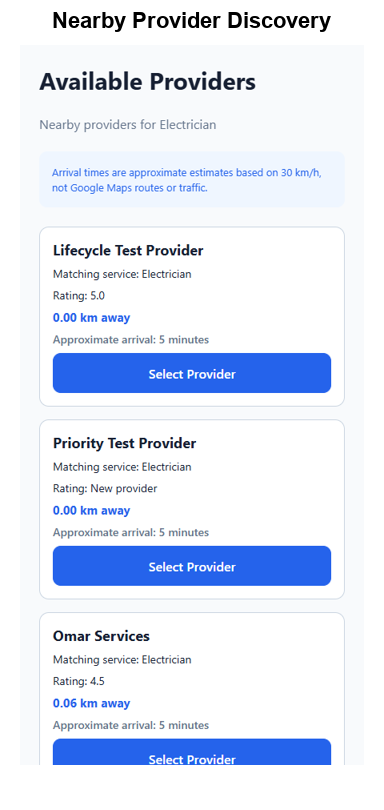 Nearby Provider Discovery
Available Providers
Nearby providers for Electrician
Arrival times are approximate estimates based on 30 km/h,
not Google Maps routes or traffic.
Lifecycle Test Provider
Matching service: Electrician
Rating: 5.0
0.00 km away
Approximate arrival: 5 minutes
Select Provider
Priority Test Provider
Matching service: Electrician
Rating: New provider
0.00 km away
Approximate arrival: 5 minutes
Select Provider
Omar Services
Matching service: Electrician
Rating: 4.5
0.06 km away
Approximate arrival: 5 minutes
Select Provider